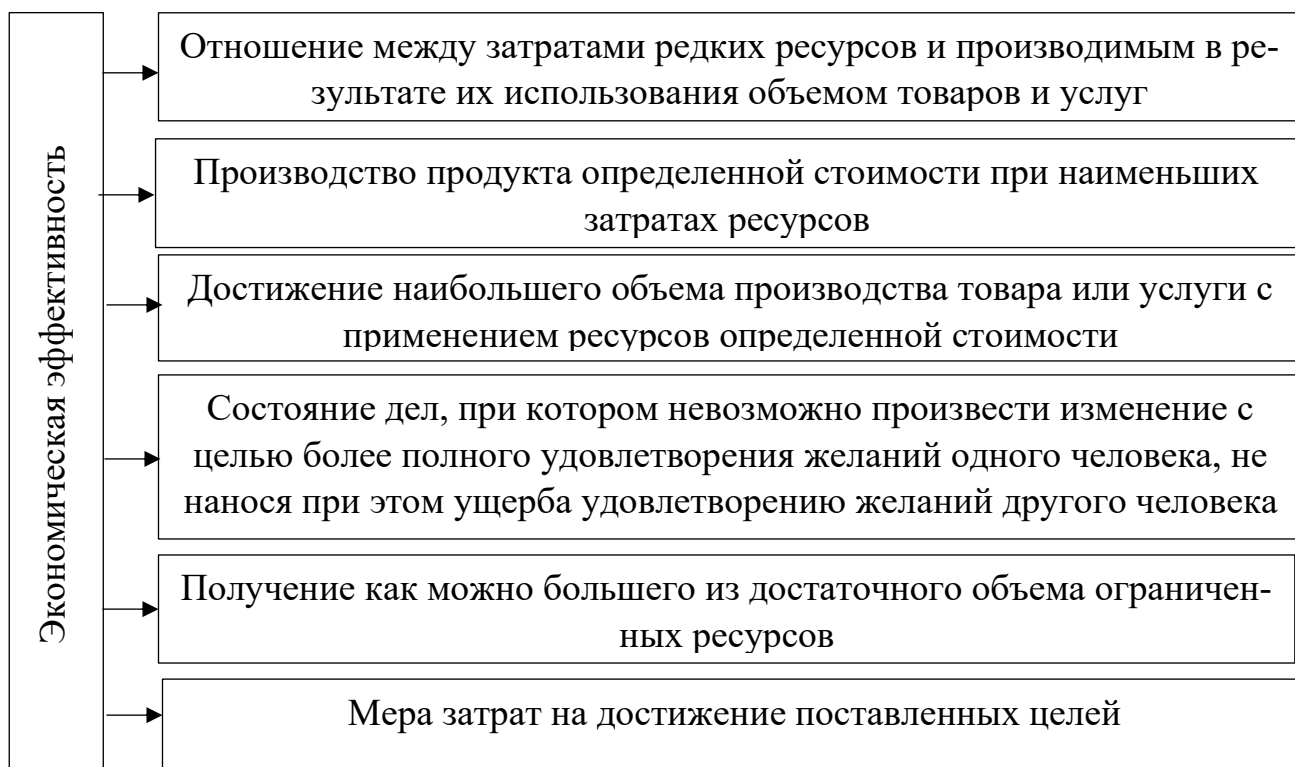 Экономическая эффективность
Отношение между затратами редких ресурсов и производимым в ре-
зультате их использования объемом товаров и услуг
Производство продукта определенной стоимости при наименьших
затратах ресурсов
Достижение наибольшего объема производства товара или услуги с
применением ресурсов определенной стоимости
Состояние дел, при котором невозможно произвести изменение с
целью более полного удовлетворения желаний одного человека, не
нанося при этом ущерба удовлетворению желаний другого человека
Получение как можно большего из достаточного объема ограничен-
ных ресурсов
Мера затрат на достижение поставленных целей